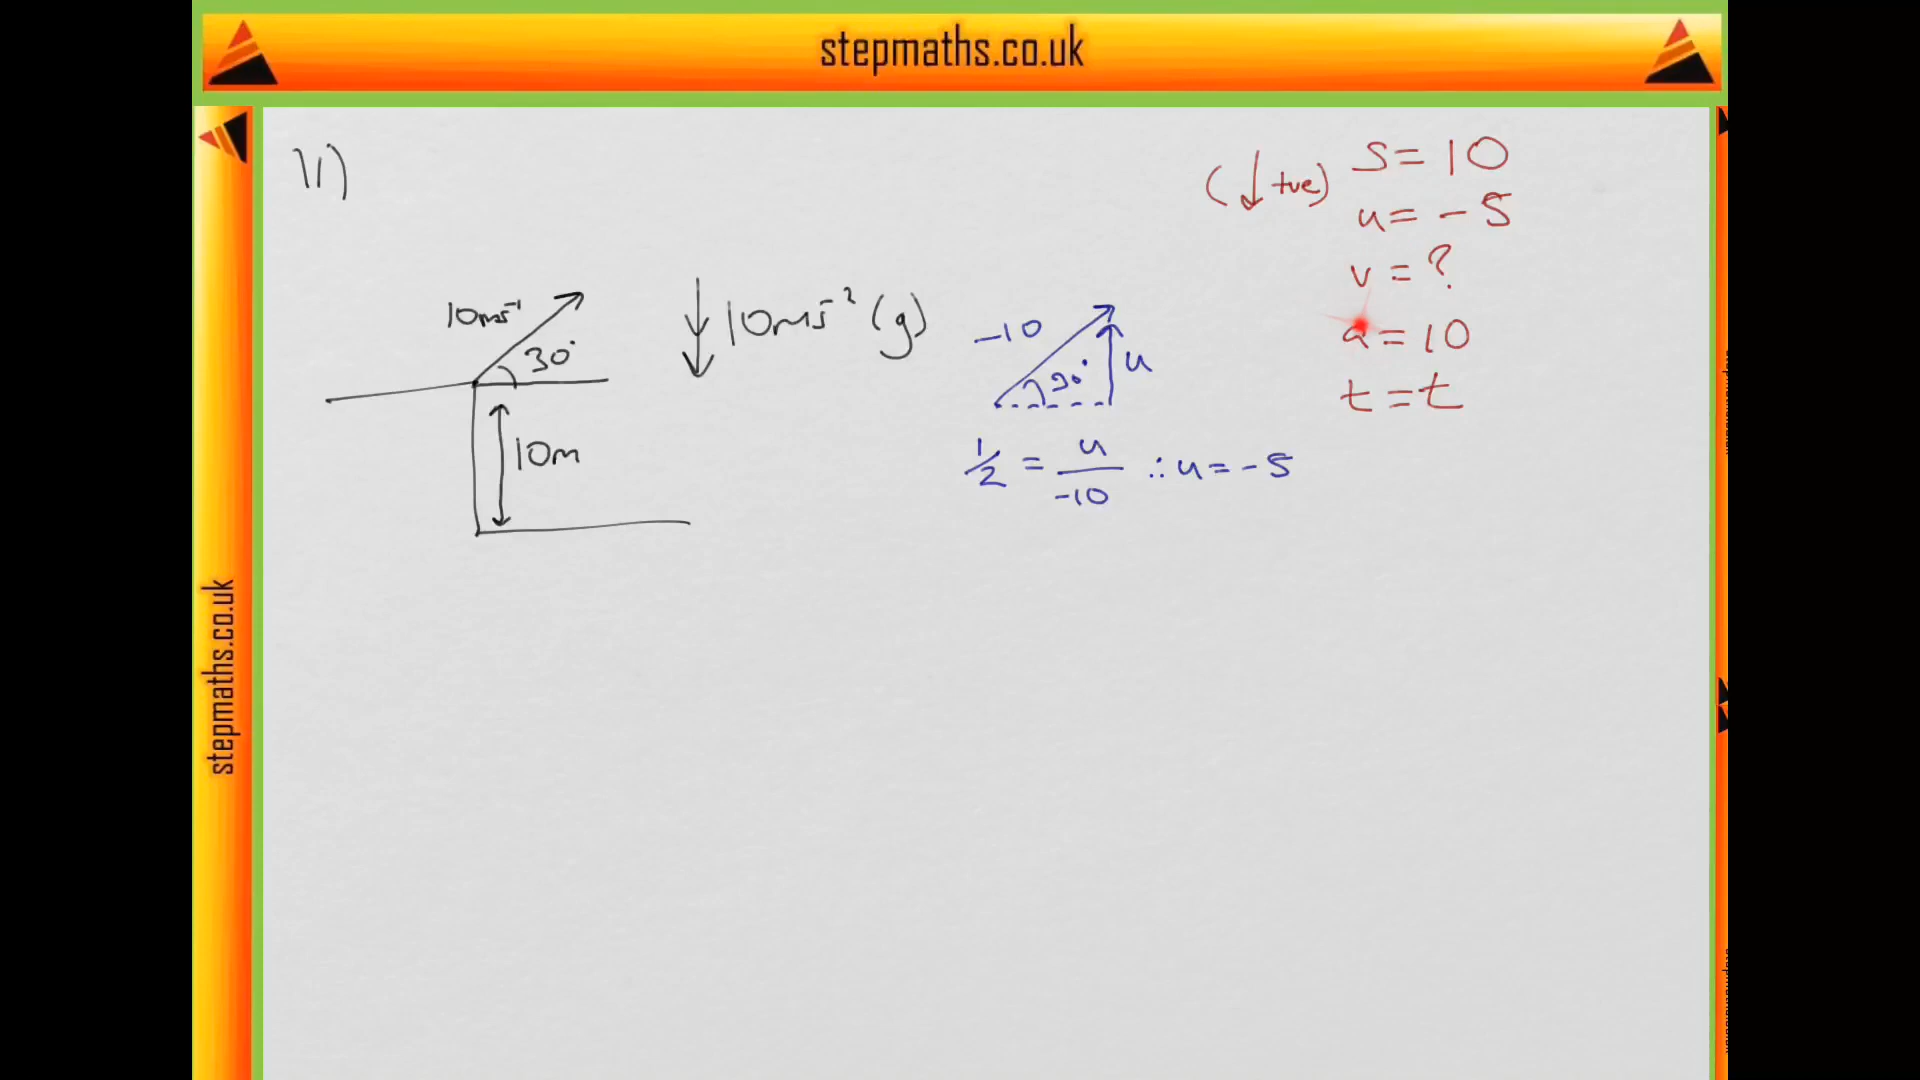 stepmaths.co.uk
stepmaths.co.uk
11)
(↓ +ve)
s = 10
u = -5
v = ?
a = 10
t = t
10ms⁻¹
30°
10ms⁻² (g)
10m
-10
30°
u
1/2 = u/-10 ∴ u = -5